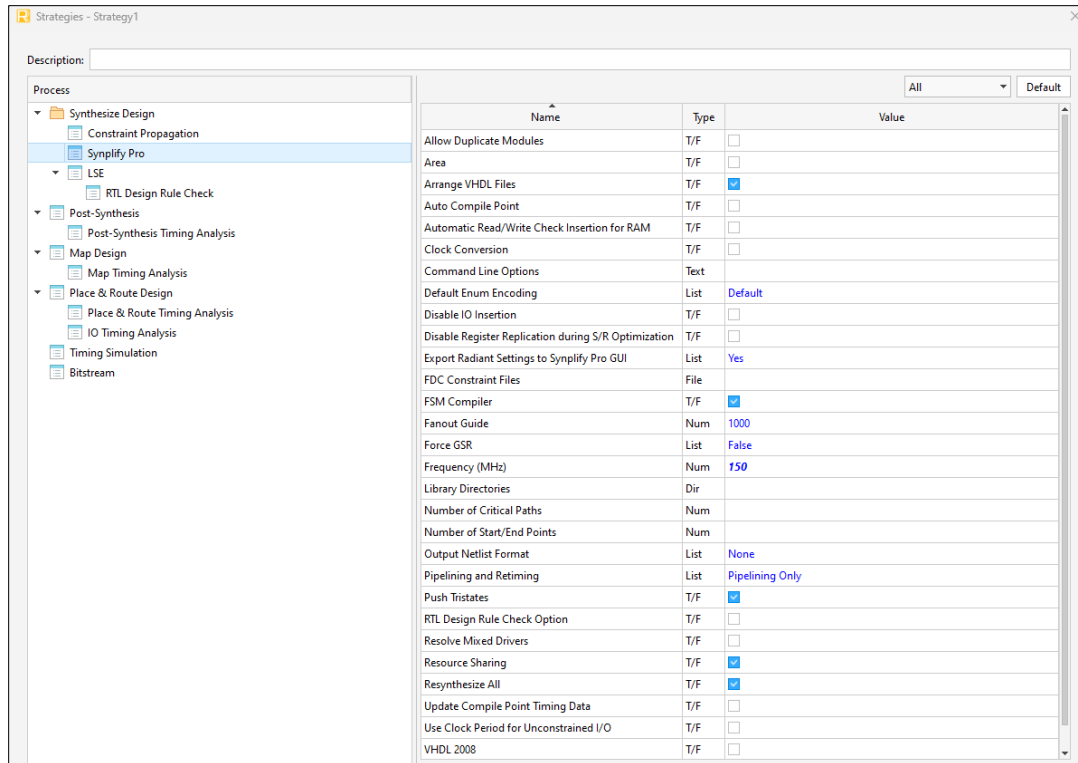 Strategies - Strategy1
Description:
Process
All
Default
Synthesize Design
Constraint Propagation
Synplify Pro
LSE
RTL Design Rule Check
Post-Synthesis
Post-Synthesis Timing Analysis
Map Design
Map Timing Analysis
Place & Route Design
Place & Route Timing Analysis
IO Timing Analysis
Timing Simulation
Bitstream
Name Type Value
Allow Duplicate Modules T/F
Area T/F
Arrange VHDL Files T/F
Auto Compile Point T/F
Automatic Read/Write Check Insertion for RAM T/F
Clock Conversion T/F
Command Line Options Text
Default Enum Encoding List Default
Disable IO Insertion T/F
Disable Register Replication during S/R Optimization T/F
Export Radiant Settings to Synplify Pro GUI List Yes
FDC Constraint Files File
FSM Compiler T/F
Fanout Guide Num 1000
Force GSR List False
Frequency (MHz) Num 150
Library Directories Dir
Number of Critical Paths Num
Number of Start/End Points Num
Output Netlist Format List None
Pipelining and Retiming List Pipelining Only
Push Tristates T/F
RTL Design Rule Check Option T/F
Resolve Mixed Drivers T/F
Resource Sharing T/F
Resynthesize All T/F
Update Compile Point Timing Data T/F
Use Clock Period for Unconstrained I/O T/F
VHDL 2008 T/F